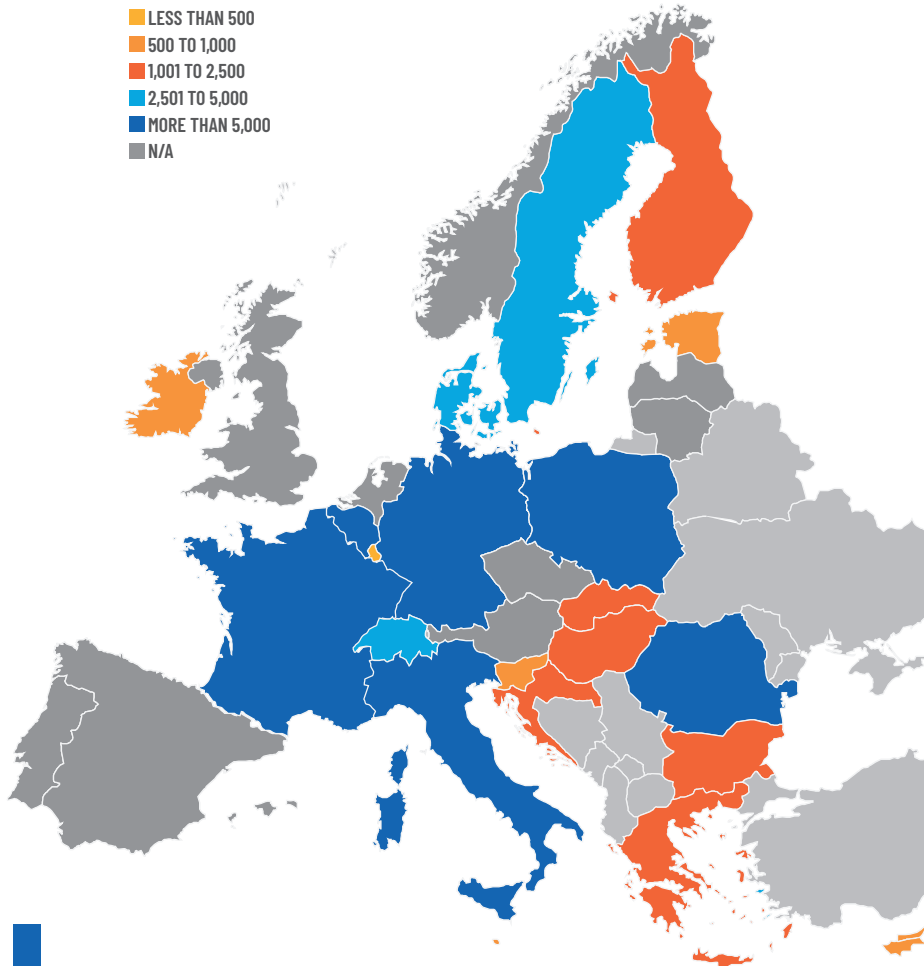 LESS THAN 500
500 TO 1,000
1,001 TO 2,500
2,501 TO 5,000
MORE THAN 5,000
N/A